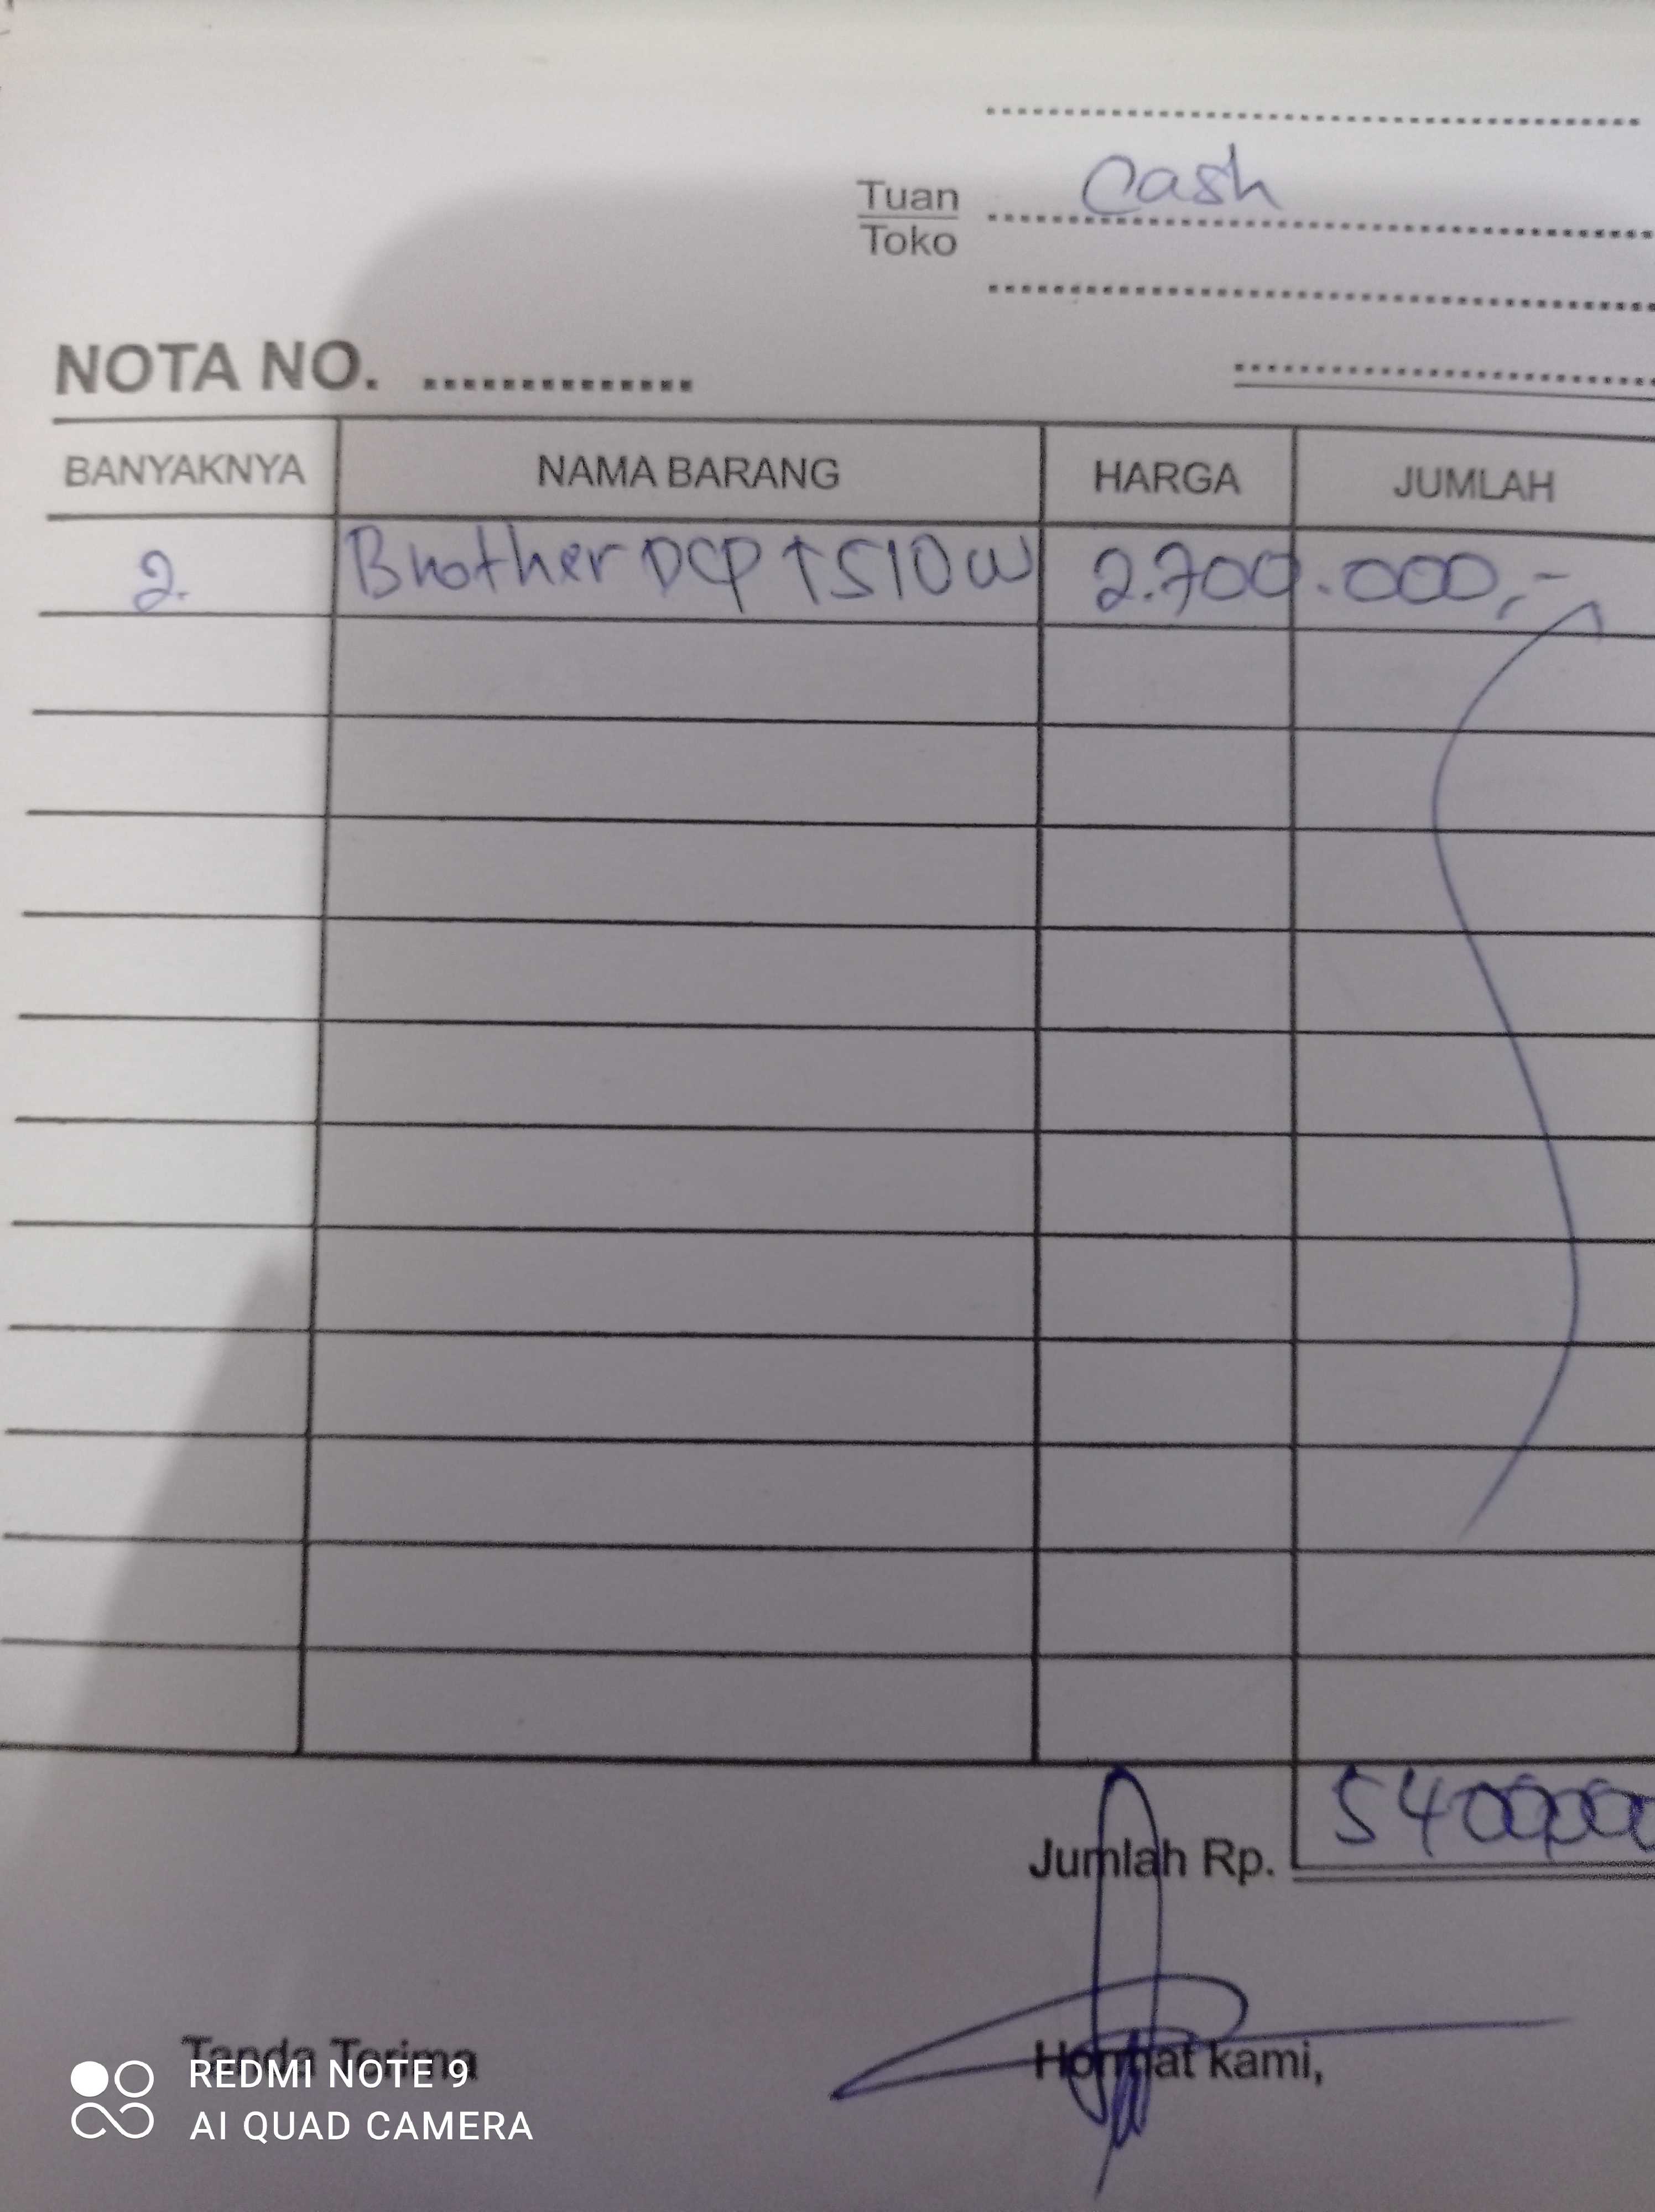 Cash
Tuan
Toko
NOTA NO. ..............
BANYAKNYA NAMA BARANG HARGA JUMLAH
2. Brother DCP T510W 2.700.000,-
Jumlah Rp. 5400000
Tanda Terima Hormat kami,
REDMI NOTE 9
AI QUAD CAMERA